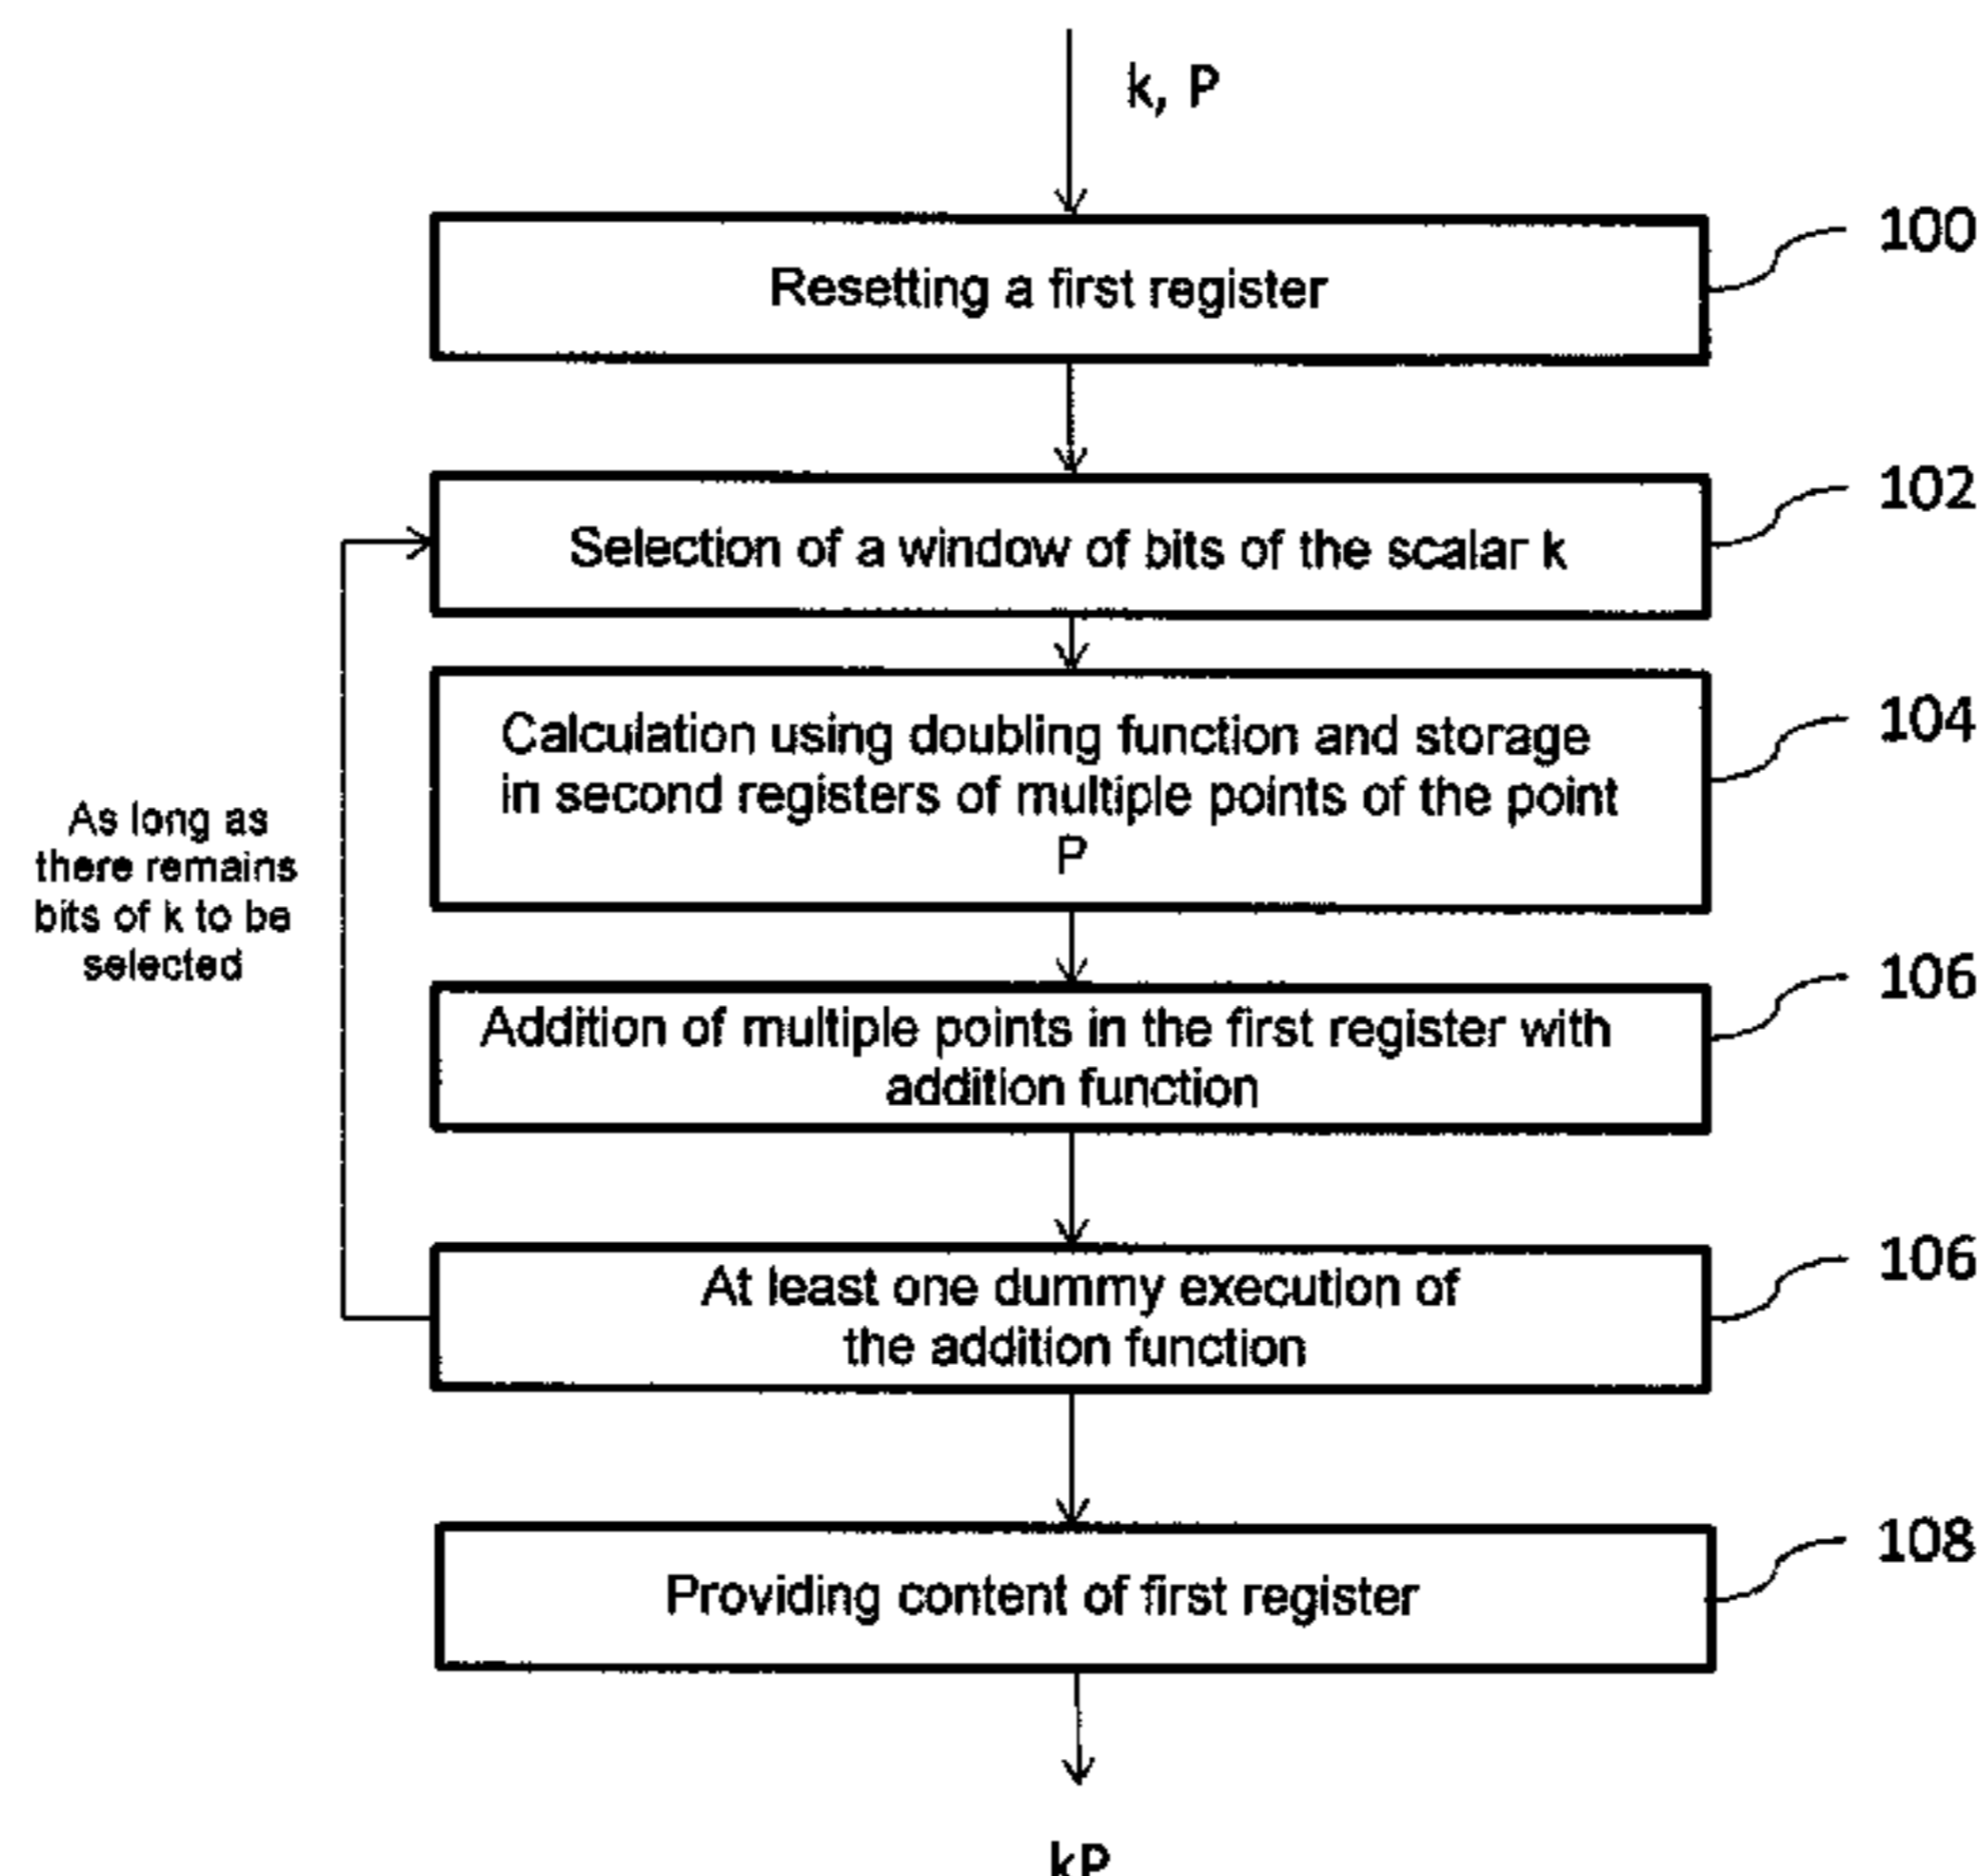 k, P
100
Resetting a first register
102
Selection of a window of bits of the scalar k
104
Calculation using doubling function and storage
in second registers of multiple points of the point
P
As long as
there remains
bits of k to be
selected
106
Addition of multiple points in the first register with
addition function
106
At least one dummy execution of
the addition function
108
Providing content of first register
kP